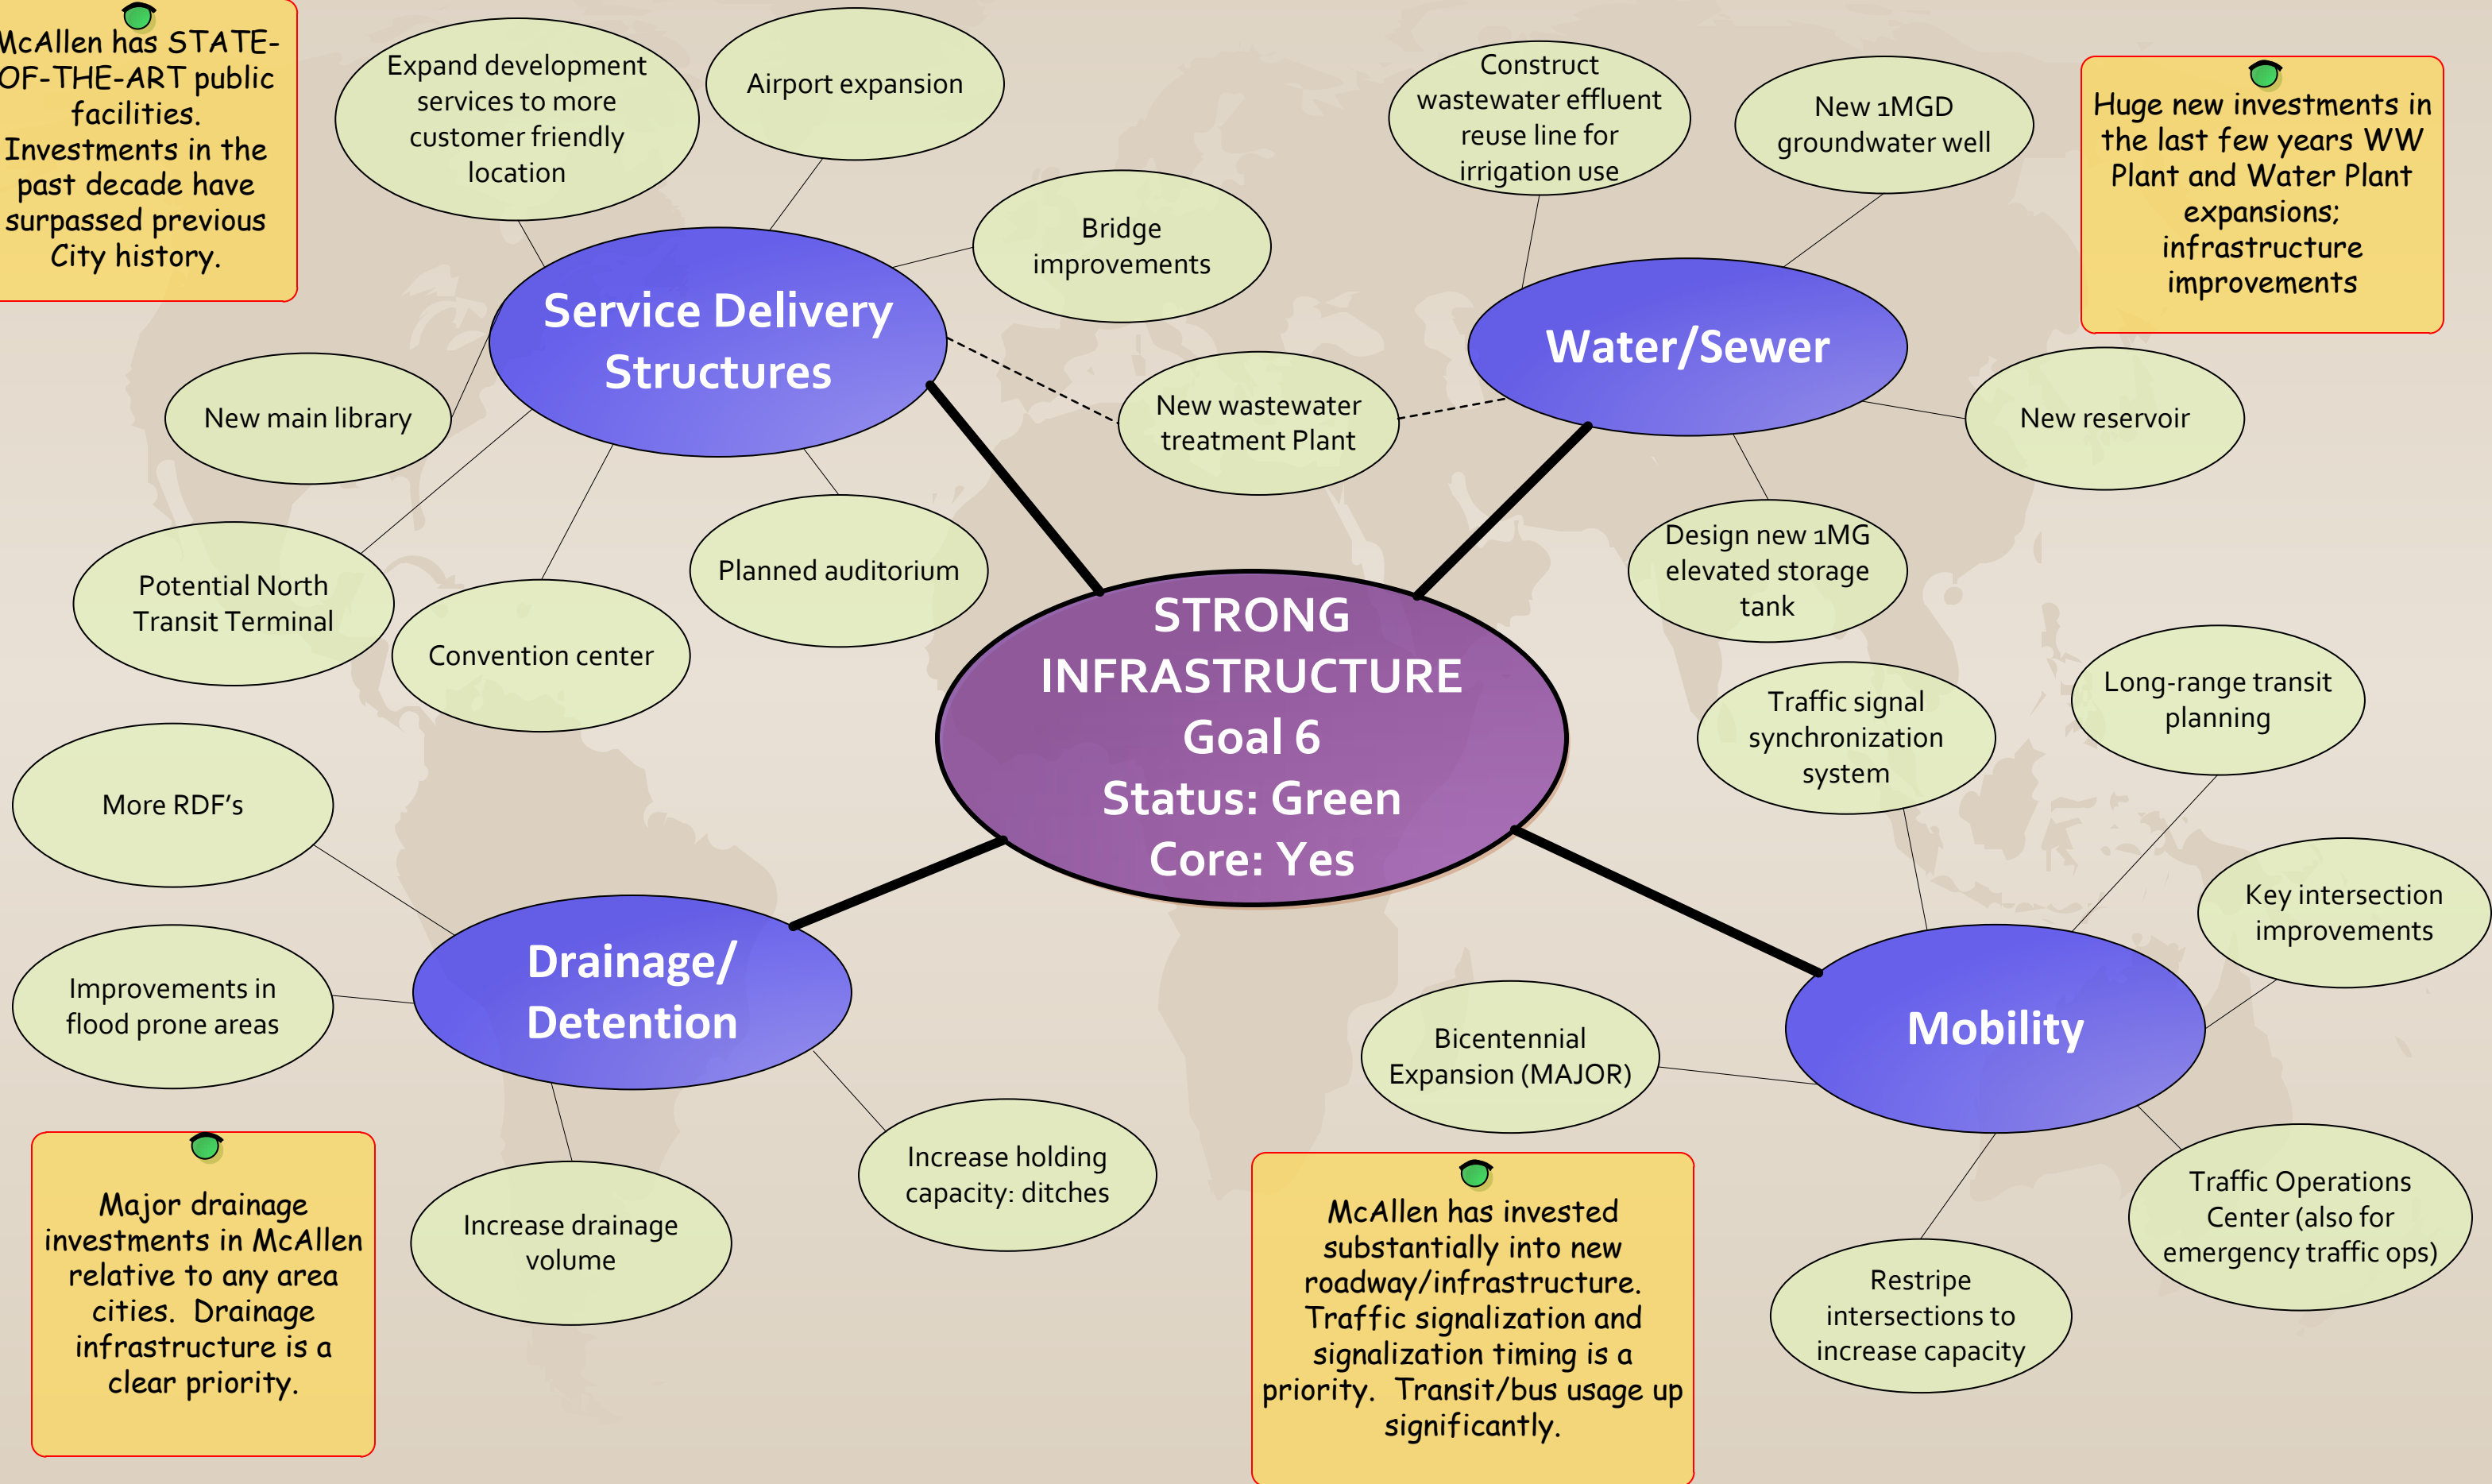 McAllen has STATE-
OF-THE-ART public
facilities.
Investments in the
past decade have
surpassed previous
City history.
Expand development
services to more
customer friendly
location
Airport expansion
Bridge
improvements
Service Delivery
Structures
New main library
Potential North
Transit Terminal
Convention center
Planned auditorium
New wastewater
treatment Plant
Construct
wastewater effluent
reuse line for
irrigation use
New 1MGD
groundwater well
Huge new investments in
the last few years WW
Plant and Water Plant
expansions;
infrastructure
improvements
Water/Sewer
New reservoir
Design new 1MG
elevated storage
tank
STRONG
INFRASTRUCTURE
Goal 6
Status: Green
Core: Yes
Traffic signal
synchronization
system
Long-range transit
planning
Key intersection
improvements
Mobility
Bicentennial
Expansion (MAJOR)
Traffic Operations
Center (also for
emergency traffic ops)
Restripe
intersections to
increase capacity
McAllen has invested
substantially into new
roadway/infrastructure.
Traffic signalization and
signalization timing is a
priority.  Transit/bus usage up
significantly.
More RDF’s
Improvements in
flood prone areas
Drainage/
Detention
Increase drainage
volume
Increase holding
capacity: ditches
Major drainage
investments in McAllen
relative to any area
cities.  Drainage
infrastructure is a
clear priority.